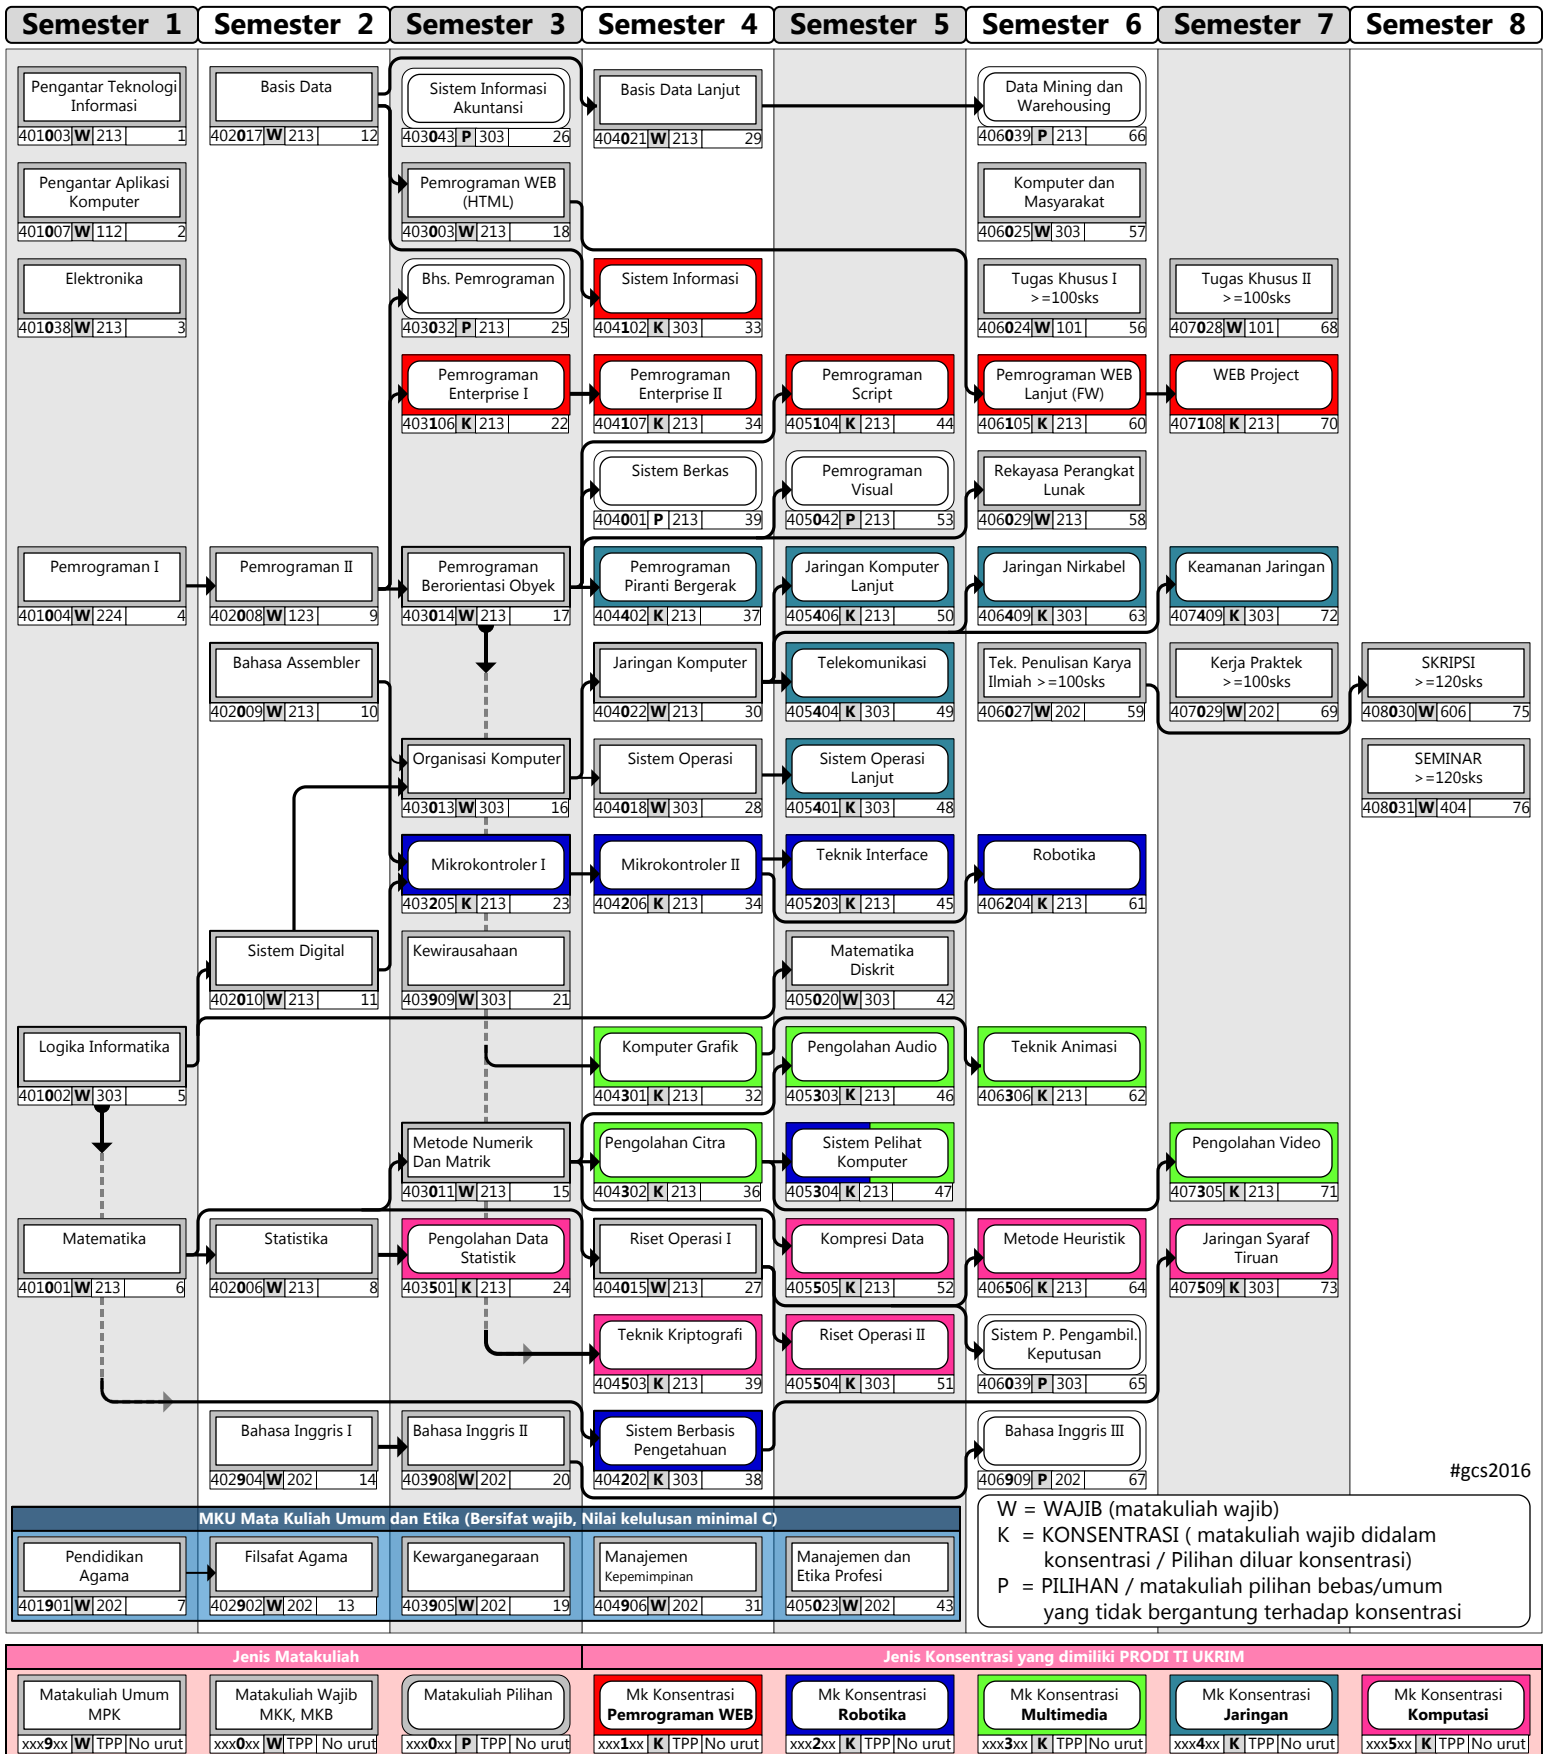 Semester 1
Semester 2
Semester 3
Semester 4
Semester 5
Semester 6
Semester 7
Semester 8
Pengantar Teknologi
Informasi
401003 W 213 1
Basis Data
402017 W 213 12
Sistem Informasi
Akuntansi
403043 P 303 26
Basis Data Lanjut
404021 W 213 29
Data Mining dan
Warehousing
406039 P 213 66
Pengantar Aplikasi
Komputer
401007 W 112 2
Pemrograman WEB
(HTML)
403003 W 213 18
Komputer dan
Masyarakat
406025 W 303 57
Elektronika
401038 W 213 3
Bhs. Pemrograman
403032 P 213 25
Sistem Informasi
404102 K 303 33
Tugas Khusus I
>=100sks
406024 W 101 56
Tugas Khusus II
>=100sks
407028 W 101 68
Pemrograman
Enterprise I
403106 K 213 22
Pemrograman
Enterprise II
404107 K 213 34
Pemrograman
Script
405104 K 213 44
Pemrograman WEB
Lanjut (FW)
406105 K 213 60
WEB Project
407108 K 213 70
Sistem Berkas
404001 P 213 39
Pemrograman
Visual
405042 P 213 53
Rekayasa Perangkat
Lunak
406029 W 213 58
Pemrograman I
401004 W 224 4
Pemrograman II
402008 W 123 9
Pemrograman
Berorientasi Obyek
403014 W 213 17
Pemrograman
Piranti Bergerak
404402 K 213 37
Jaringan Komputer
Lanjut
405406 K 213 50
Jaringan Nirkabel
406409 K 303 63
Keamanan Jaringan
407409 K 303 72
Bahasa Assembler
402009 W 213 10
Jaringan Komputer
404022 W 213 30
Telekomunikasi
405404 K 303 49
Tek. Penulisan Karya
Ilmiah >=100sks
406027 W 202 59
Kerja Praktek
>=100sks
407029 W 202 69
SKRIPSI
>=120sks
408030 W 606 75
Organisasi Komputer
403013 W 303 16
Sistem Operasi
404018 W 303 28
Sistem Operasi
Lanjut
405401 K 303 48
SEMINAR
>=120sks
408031 W 404 76
Mikrokontroler I
403205 K 213 23
Mikrokontroler II
404206 K 213 34
Teknik Interface
405203 K 213 45
Robotika
406204 K 213 61
Sistem Digital
402010 W 213 11
Kewirausahaan
403909 W 303 21
Matematika
Diskrit
405020 W 303 42
Logika Informatika
401002 W 303 5
Komputer Grafik
404301 K 213 32
Pengolahan Audio
405303 K 213 46
Teknik Animasi
406306 K 213 62
Metode Numerik
Dan Matrik
403011 W 213 15
Pengolahan Citra
404302 K 213 36
Sistem Pelihat
Komputer
405304 K 213 47
Pengolahan Video
407305 K 213 71
Matematika
401001 W 213 6
Statistika
402006 W 213 8
Pengolahan Data
Statistik
403501 K 213 24
Riset Operasi I
404015 W 213 27
Kompresi Data
405505 K 213 52
Metode Heuristik
406506 K 213 64
Jaringan Syaraf
Tiruan
407509 K 303 73
Teknik Kriptografi
404503 K 213 39
Riset Operasi II
405504 K 303 51
Sistem P. Pengambil.
Keputusan
406039 P 303 65
Bahasa Inggris I
402904 W 202 14
Bahasa Inggris II
403908 W 202 20
Sistem Berbasis
Pengetahuan
404202 K 303 38
Bahasa Inggris III
406909 P 202 67
#gcs2016
MKU Mata Kuliah Umum dan Etika (Bersifat wajib, Nilai kelulusan minimal C)
Pendidikan
Agama
401901 W 202 7
Filsafat Agama
402902 W 202 13
Kewarganegaraan
403905 W 202 19
Manajemen
Kepemimpinan
404906 W 202 31
Manajemen dan
Etika Profesi
405023 W 202 43
W = WAJIB (matakuliah wajib)
K = KONSENTRASI ( matakuliah wajib didalam
konsentrasi / Pilihan diluar konsentrasi)
P = PILIHAN / matakuliah pilihan bebas/umum
yang tidak bergantung terhadap konsentrasi
Jenis Matakuliah
Jenis Konsentrasi yang dimiliki PRODI TI UKRIM
Matakuliah Umum
MPK
xxx9xx W TPP No urut
Matakuliah Wajib
MKK, MKB
xxx0xx W TPP No urut
Matakuliah Pilihan
xxx0xx P TPP No urut
Mk Konsentrasi
Pemrograman WEB
xxx1xx K TPP No urut
Mk Konsentrasi
Robotika
xxx2xx K TPP No urut
Mk Konsentrasi
Multimedia
xxx3xx K TPP No urut
Mk Konsentrasi
Jaringan
xxx4xx K TPP No urut
Mk Konsentrasi
Komputasi
xxx5xx K TPP No urut